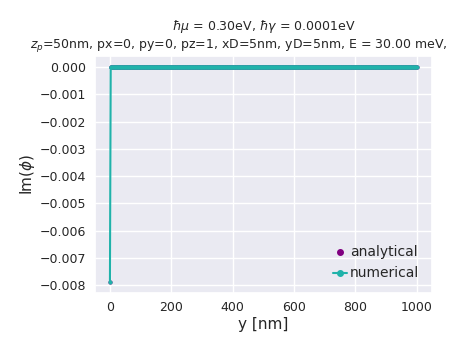 ℏμ = 0.30eV, ℏγ = 0.0001eV
zₚ=50nm, px=0, py=0, pz=1, xD=5nm, yD=5nm, E = 30.00 meV,
0.000
−0.001
−0.002
−0.003
−0.004
−0.005
−0.006
−0.007
−0.008
Im(ϕ)
analytical
numerical
0 200 400 600 800 1000
y [nm]